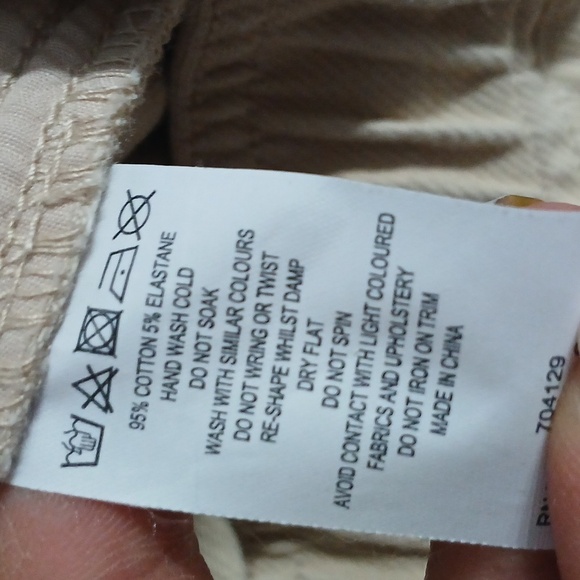 95% COTTON 5% ELASTANE
HAND WASH COLD
DO NOT SOAK
WASH WITH SIMILAR COLOURS
DO NOT WRING OR TWIST
RE-SHAPE WHILST DAMP
DRY FLAT
DO NOT SPIN
AVOID CONTACT WITH LIGHT COLOURED
FABRICS AND UPHOLSTERY
DO NOT IRON ON TRIM
MADE IN CHINA
704129